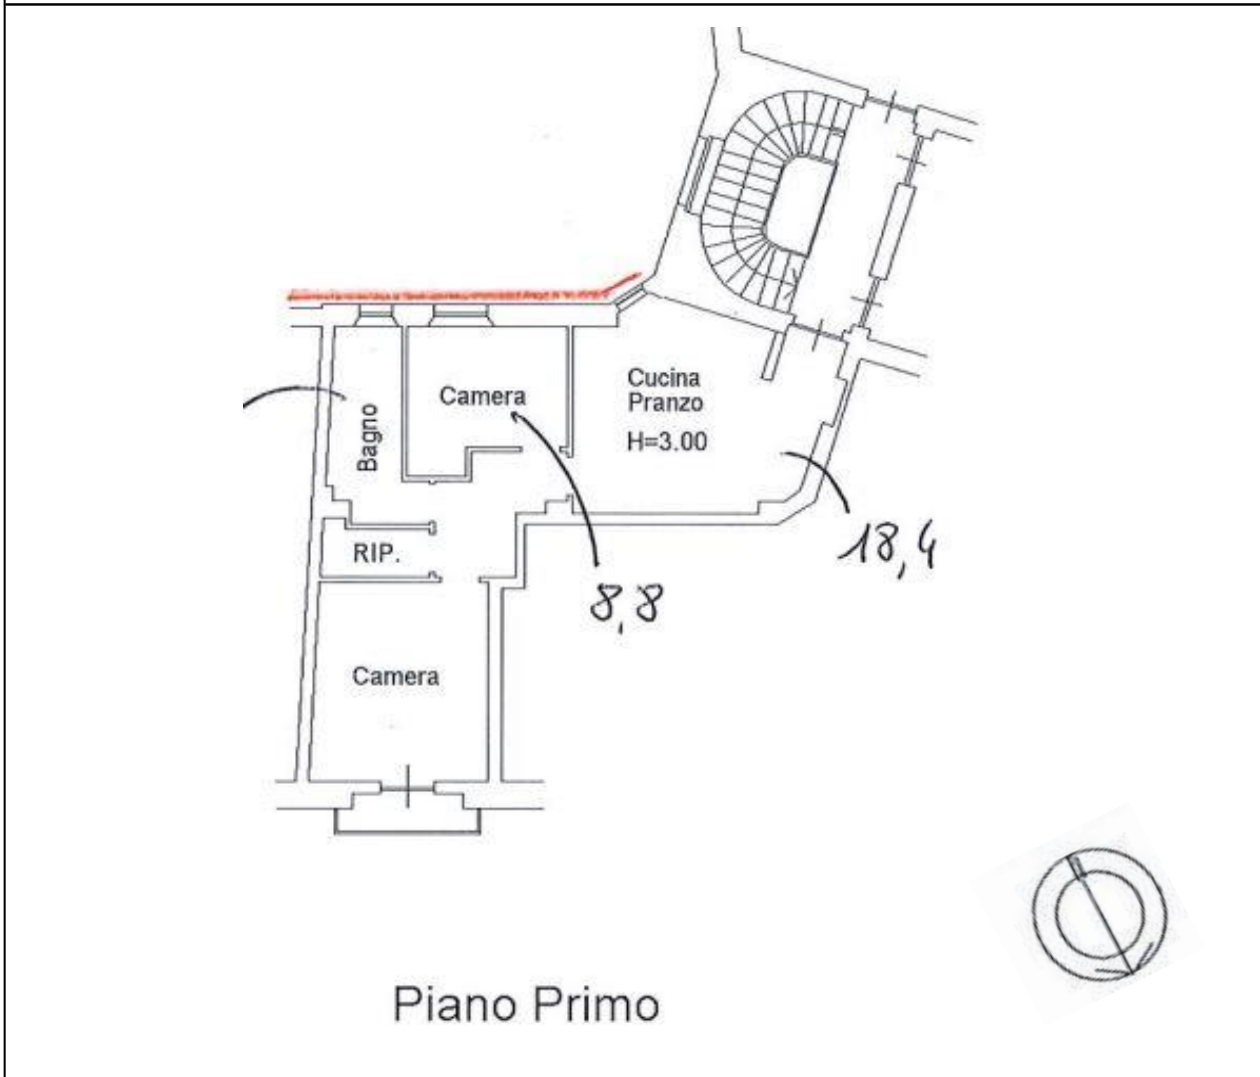 Camera
Cucina
Pranzo
H=3.00
Bagno
RIP.
18,4
8,8
Camera
Piano Primo